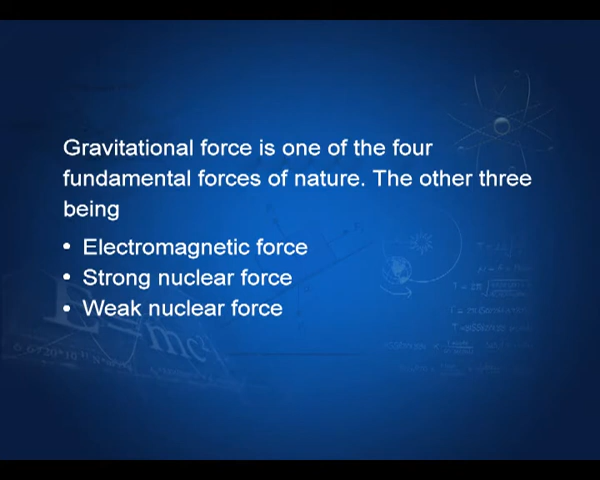 Gravitational force is one of the four
fundamental forces of nature. The other three
being
• Electromagnetic force
• Strong nuclear force
• Weak nuclear force
E=mc²